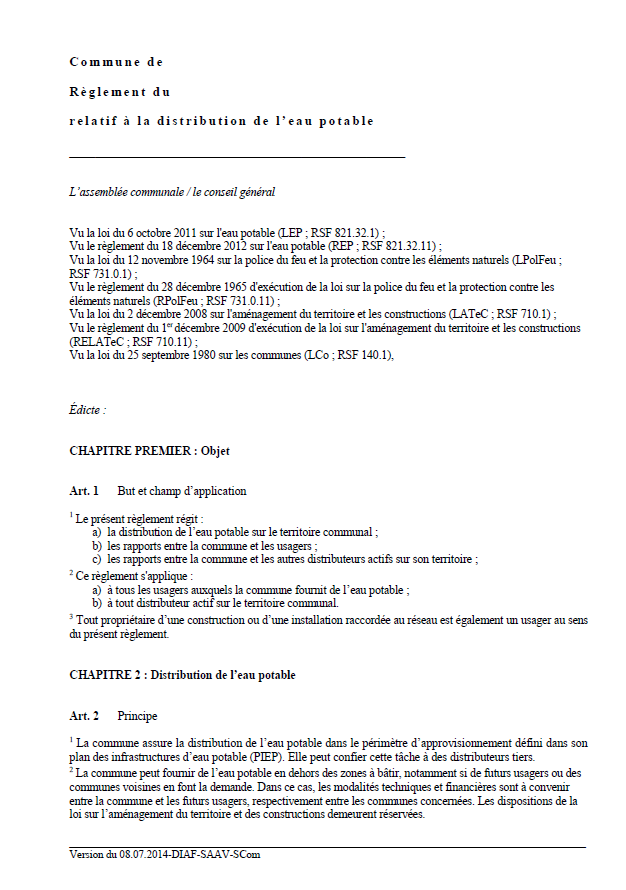 Commune de
Règlement du
relatif à la distribution de l’eau potable
L’assemblée communale / le conseil général
Vu la loi du 6 octobre 2011 sur l'eau potable (LEP ; RSF 821.32.1) ;
Vu le règlement du 18 décembre 2012 sur l'eau potable (REP ; RSF 821.32.11) ;
Vu la loi du 12 novembre 1964 sur la police du feu et la protection contre les éléments naturels (LPolFeu ;
RSF 731.0.1) ;
Vu le règlement du 28 décembre 1965 d'exécution de la loi sur la police du feu et la protection contre les
éléments naturels (RPolFeu ; RSF 731.0.11) ;
Vu la loi du 2 décembre 2008 sur l'aménagement du territoire et les constructions (LATeC ; RSF 710.1) ;
Vu le règlement du 1er décembre 2009 d'exécution de la loi sur l'aménagement du territoire et les constructions
(RELATeC ; RSF 710.11) ;
Vu la loi du 25 septembre 1980 sur les communes (LCo ; RSF 140.1),
Édicte :
CHAPITRE PREMIER : Objet
Art. 1 But et champ d’application
1 Le présent règlement régit :
a) la distribution de l’eau potable sur le territoire communal ;
b) les rapports entre la commune et les usagers ;
c) les rapports entre la commune et les autres distributeurs actifs sur son territoire ;
2 Ce règlement s'applique :
a) à tous les usagers auxquels la commune fournit de l’eau potable ;
b) à tout distributeur actif sur le territoire communal.
3 Tout propriétaire d’une construction ou d’une installation raccordée au réseau est également un usager au sens
du présent règlement.
CHAPITRE 2 : Distribution de l’eau potable
Art. 2 Principe
1 La commune assure la distribution de l’eau potable dans le périmètre d’approvisionnement défini dans son
plan des infrastructures d’eau potable (PIEP). Elle peut confier cette tâche à des distributeurs tiers.
2 La commune peut fournir de l’eau potable en dehors des zones à bâtir, notamment si de futurs usagers ou des
communes voisines en font la demande. Dans ce cas, les modalités techniques et financières sont à convenir
entre la commune et les futurs usagers, respectivement entre les communes concernées. Les dispositions de la
loi sur l’aménagement du territoire et des constructions demeurent réservées.
Version du 08.07.2014-DIAF-SAAV-SCom